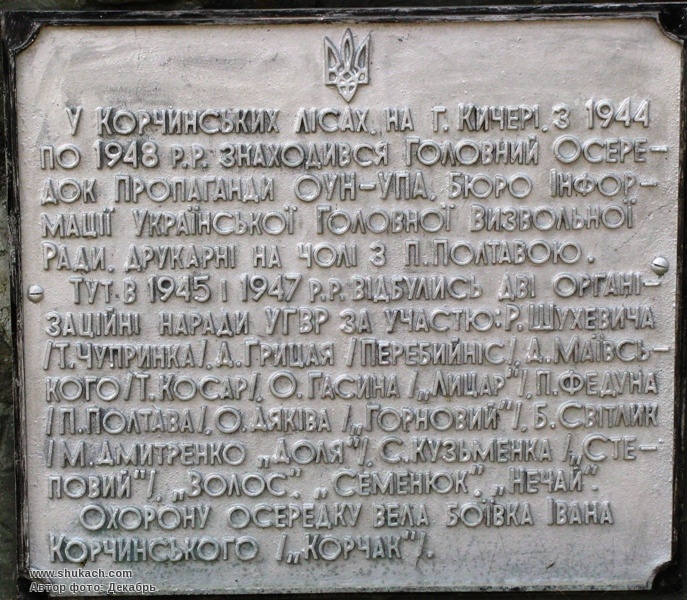 У КОРЧИНСЬКИХ ЛІСАХ, НА Г. КИЧЕРІ, З 1944
ПО 1948 Р.Р. ЗНАХОДИВСЯ ГОЛОВНИЙ ОСЕРЕ-
ДОК ПРОПАГАНДИ ОУН-УПА, БЮРО ІНФОР-
МАЦІЇ УКРАЇНСЬКОЇ ГОЛОВНОЇ ВИЗВОЛЬНОЇ
РАДИ, ДРУКАРНІ НА ЧОЛІ З П.ПОЛТАВОЮ.
ТУТ В 1945 І 1947 Р.Р. ВІДБУЛИСЬ ДВІ ОРГАНІ-
ЗАЦІЙНІ НАРАДИ УГВР ЗА УЧАСТЮ: Р. ШУХЕВИЧА
/Т.ЧУПРИНКА/, Д.ГРИЦАЯ /ПЕРЕБИЙНІС/, Д.МАЇВСЬ-
КОГО/Т.КОСАР/, О.ГАСИНА /„ЛИЦАР"/, П.ФЕДУНА
/П.ПОЛТАВА/, О.ДЯКІВА /„ГОРНОВИЙ"/, Б.СВІТЛИК
/М.ДМИТРЕНКО „ДОЛЯ"/, С.КУЗЬМЕНКА /„СТЕ-
ПОВИЙ"/, „ВОЛОС", „СЕМЕНЮК", „НЕЧАЙ".
ОХОРОНУ ОСЕРЕДКУ ВЕЛА БОЇВКА ІВАНА
КОРЧИНСЬКОГО /„КОРЧАК"/.
www.shukach.com
Автор фото: Декабрь